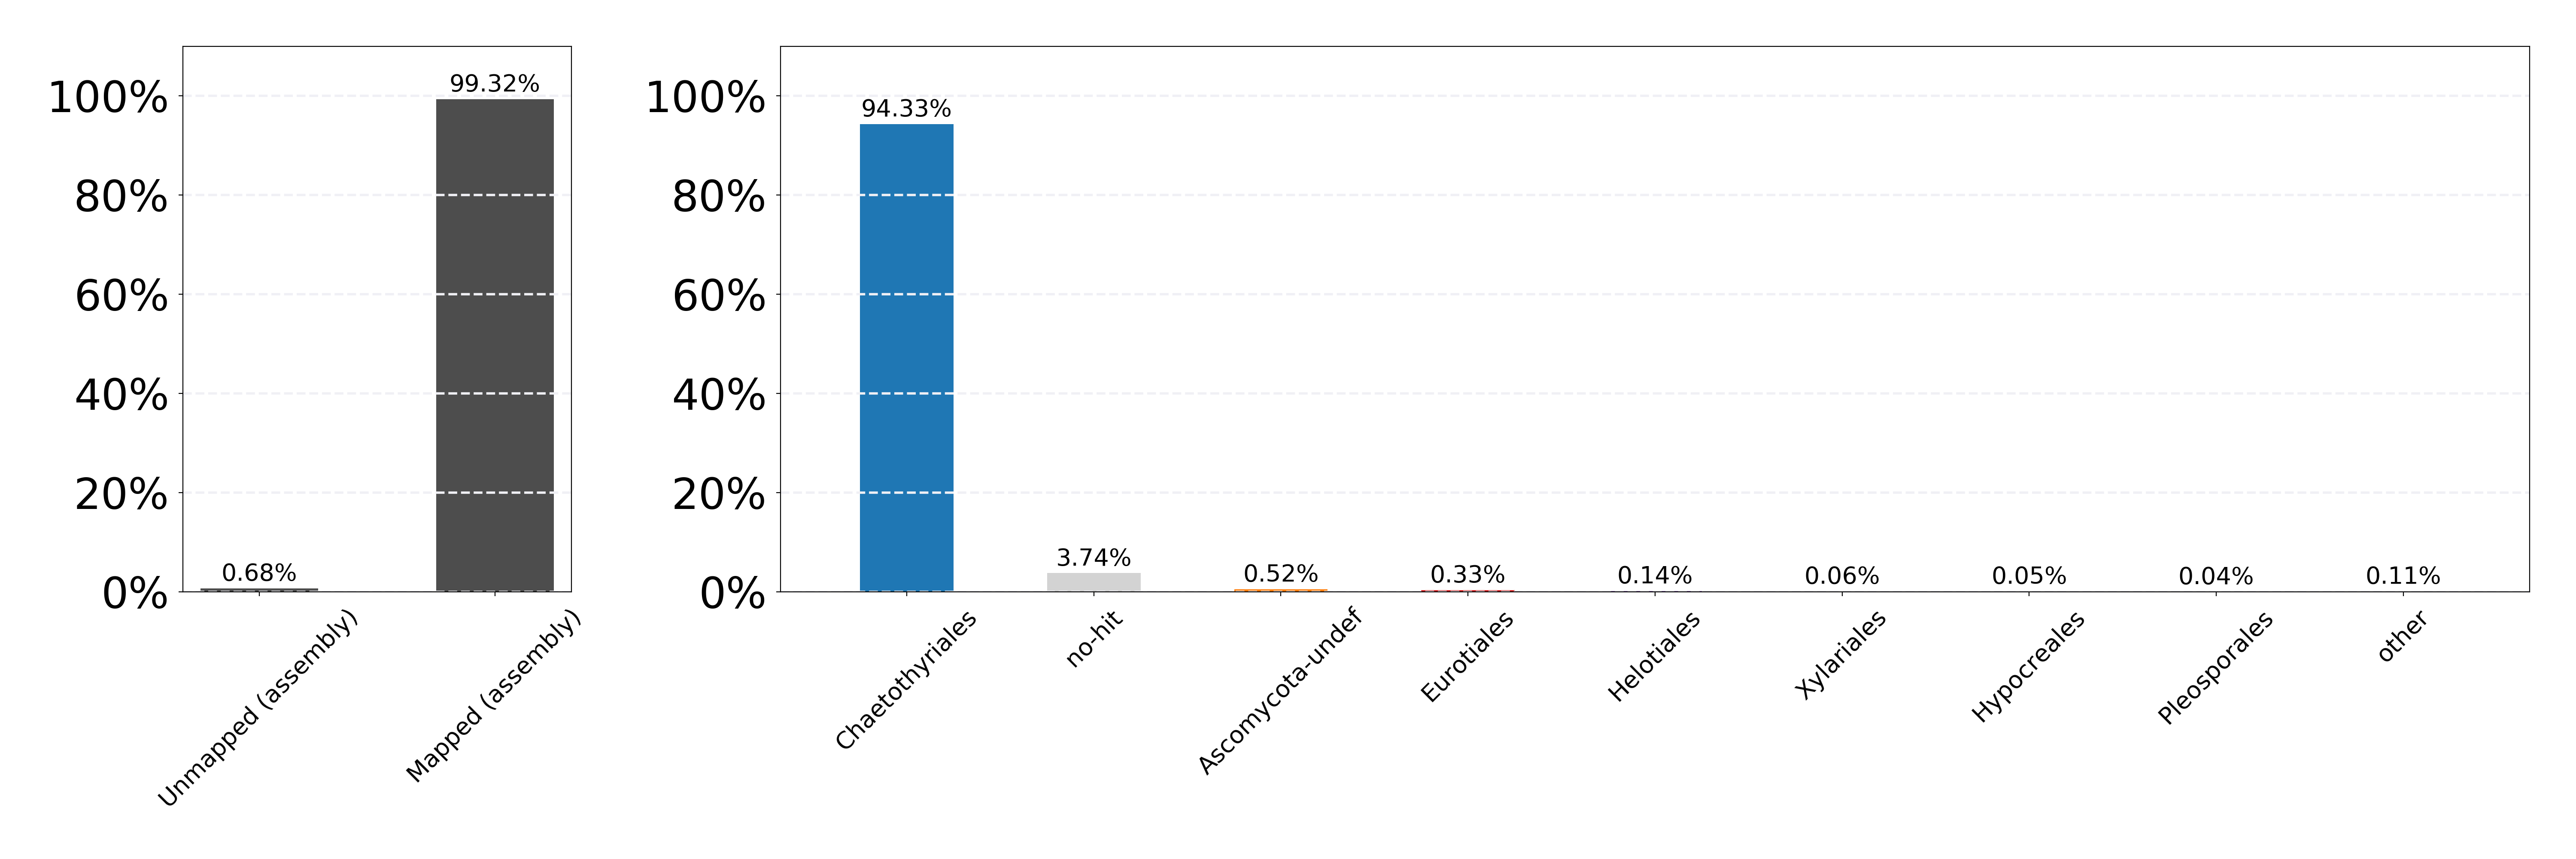 100%
80%
60%
40%
20%
0%
0.68%
99.32%
Unmapped (assembly)
Mapped (assembly)
100%
80%
60%
40%
20%
0%
94.33%
3.74%
0.52%
0.33%
0.14%
0.06%
0.05%
0.04%
0.11%
Chaetothyriales
no-hit
Ascomycota-undef
Eurotiales
Helotiales
Xylariales
Hypocreales
Pleosporales
other